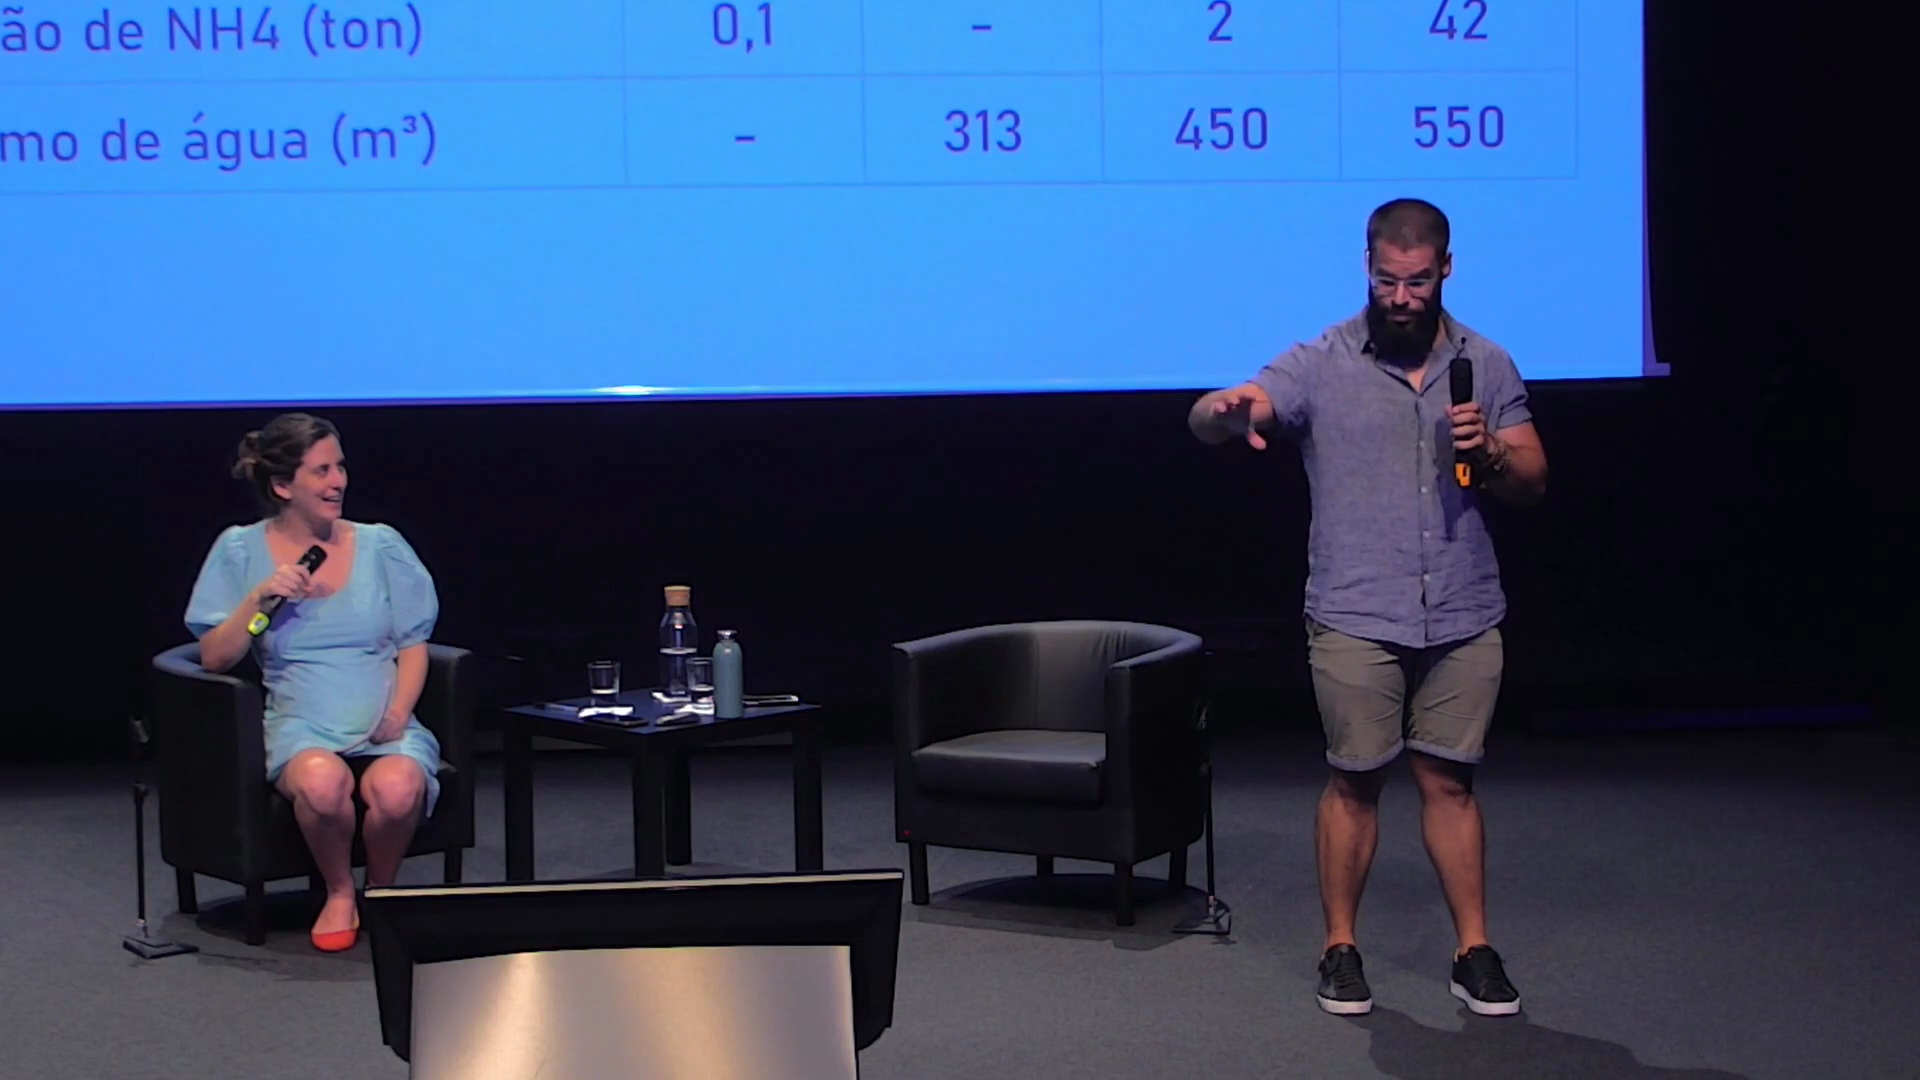 ão de NH4 (ton) 0,1 - 2 42
mo de água (m³) - 313 450 550